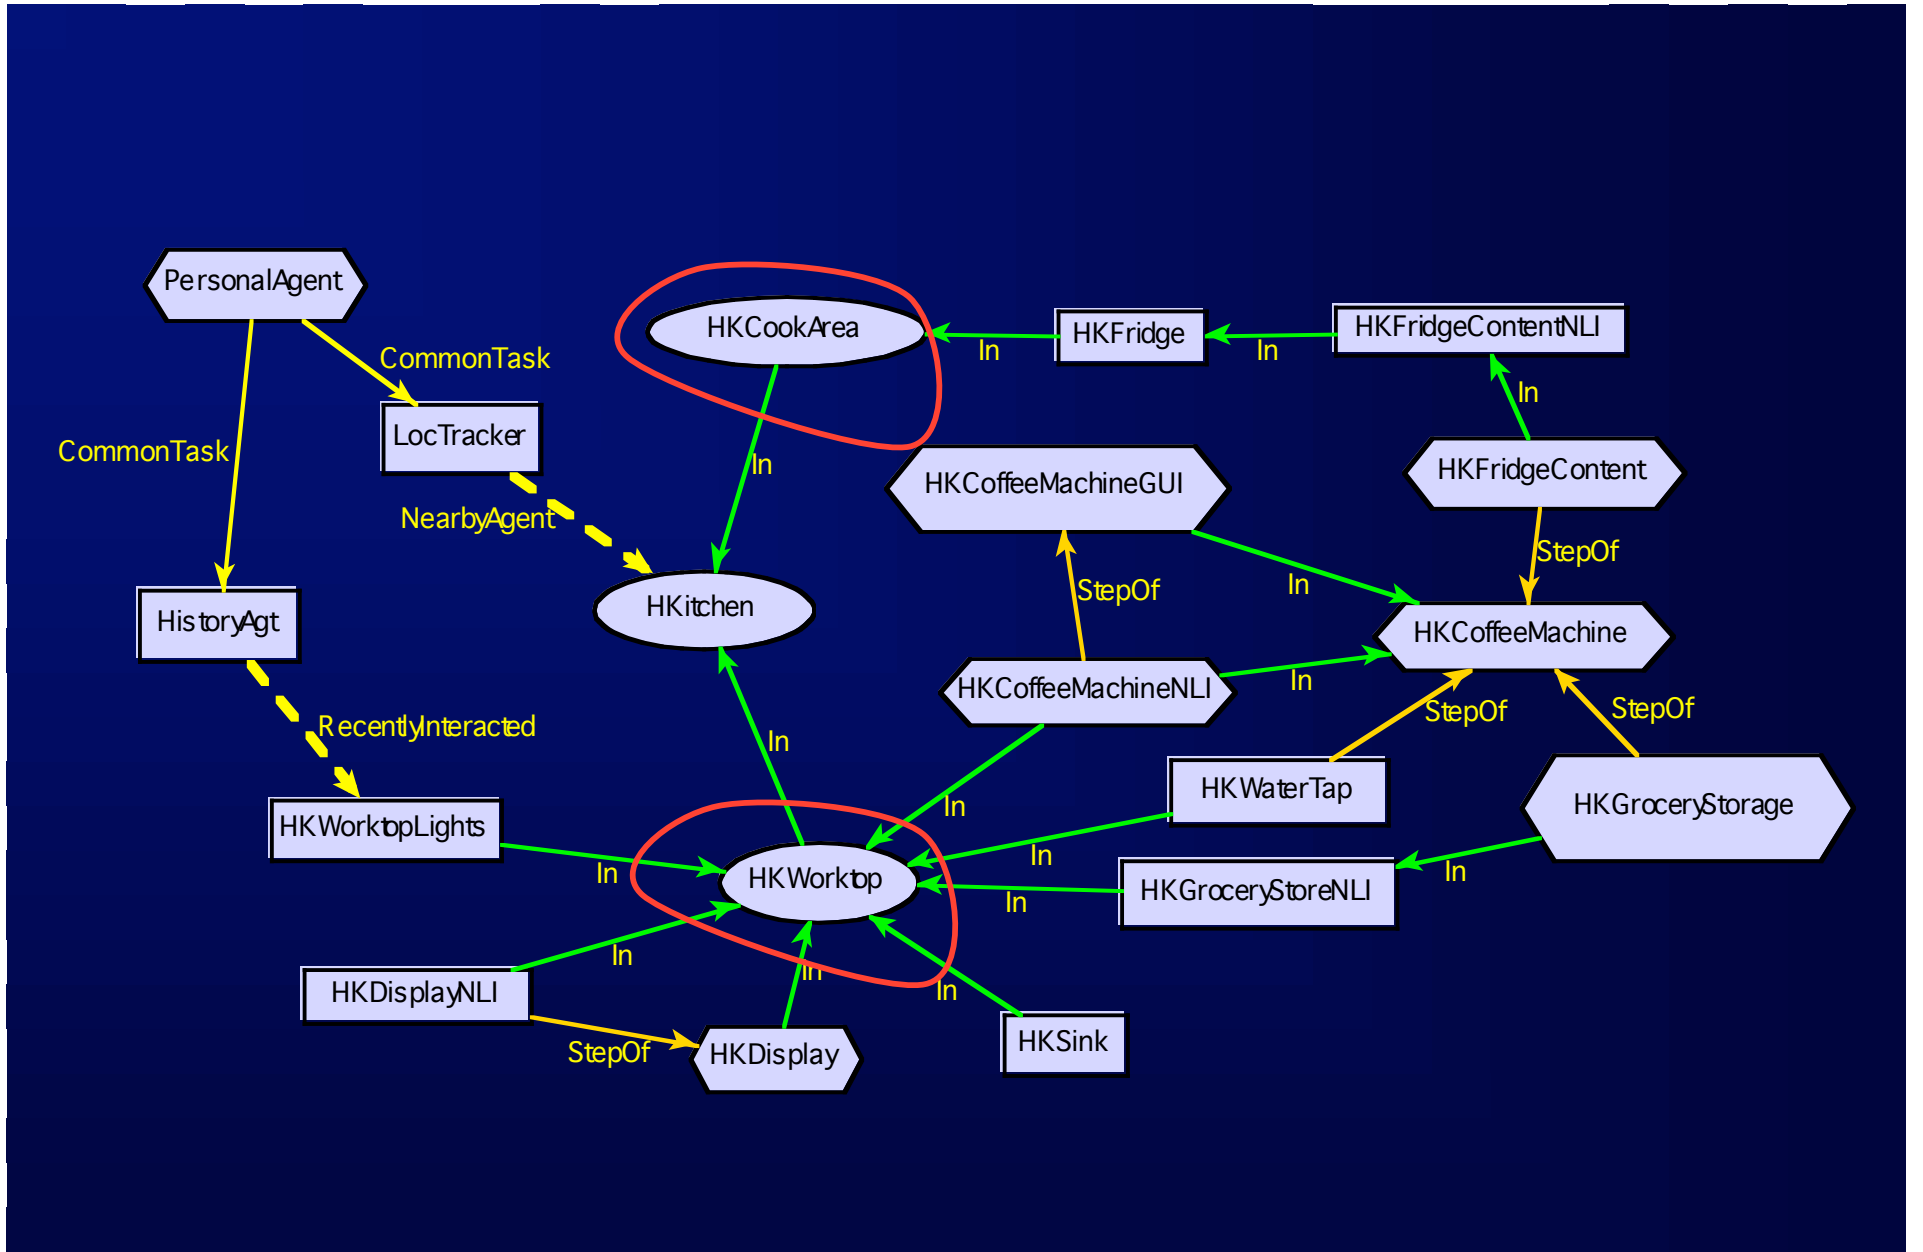 PersonalAgent
HKCookArea
HKFridge
HKFridgeContentNLI
In
In
CommonTask
In
LocTracker
CommonTask
In
HKFridgeContent
HKCoffeeMachineGUI
NearbyAgent
StepOf
In
StepOf
HKitchen
HistoryAgt
HKCoffeeMachine
In
HKCoffeeMachineNLI
StepOf
StepOf
RecentlyInteracted
In
HKWaterTap
HKGroceryStorage
In
HKWorktopLights
In
In
In
HKWorktop
HKGroceryStoreNLI
In
In
In
In
HKDisplayNLI
HKSink
StepOf
HKDisplay